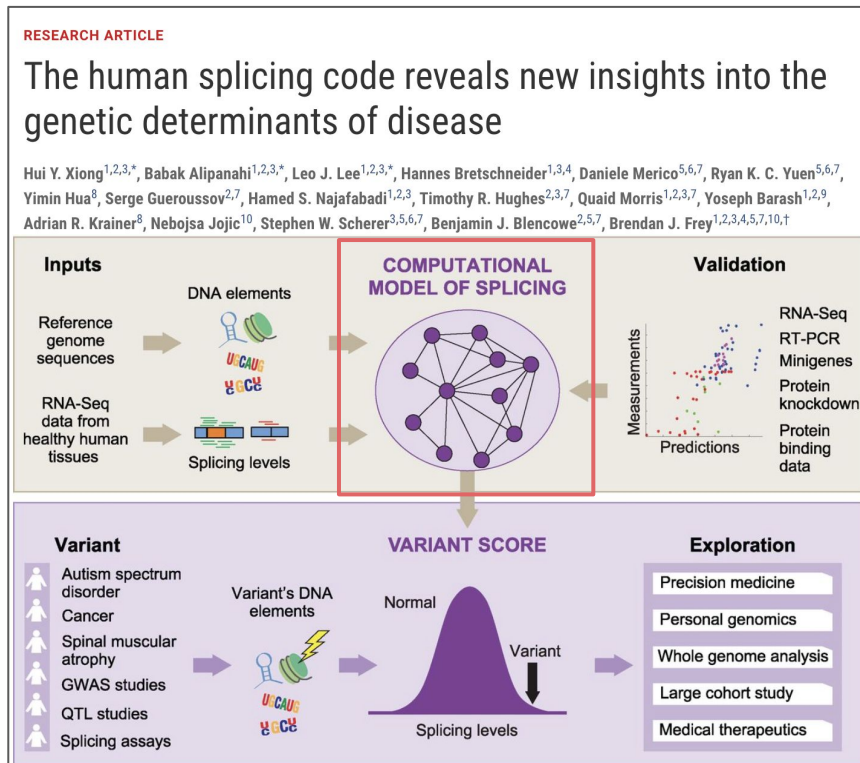 RESEARCH ARTICLE
The human splicing code reveals new insights into the
genetic determinants of disease
Hui Y. Xiong1,2,3,*, Babak Alipanahi1,2,3,*, Leo J. Lee1,2,3,*, Hannes Bretschneider1,3,4, Daniele Merico5,6,7, Ryan K. C. Yuen5,6,7,
Yimin Hua8, Serge Gueroussov2,7, Hamed S. Najafabadi1,2,3, Timothy R. Hughes2,3,7, Quaid Morris1,2,3,7, Yoseph Barash1,2,9,
Adrian R. Krainer8, Nebojsa Jojic10, Stephen W. Scherer3,5,6,7, Benjamin J. Blencowe2,5,7, Brendan J. Frey1,2,3,4,5,7,10,†
Inputs
Reference
genome
sequences
RNA-Seq
data from
healthy human
tissues
DNA elements
UGCAUG
UCGCU
Splicing levels
COMPUTATIONAL
MODEL OF SPLICING
Validation
Measurements
Predictions
RNA-Seq
RT-PCR
Minigenes
Protein
knockdown
Protein
binding
data
Variant
Autism spectrum
disorder
Cancer
Spinal muscular
atrophy
GWAS studies
QTL studies
Splicing assays
Variant's DNA
elements
UGCAUG
VARIANT SCORE
Normal
Variant
Splicing levels
Exploration
Precision medicine
Personal genomics
Whole genome analysis
Large cohort study
Medical therapeutics